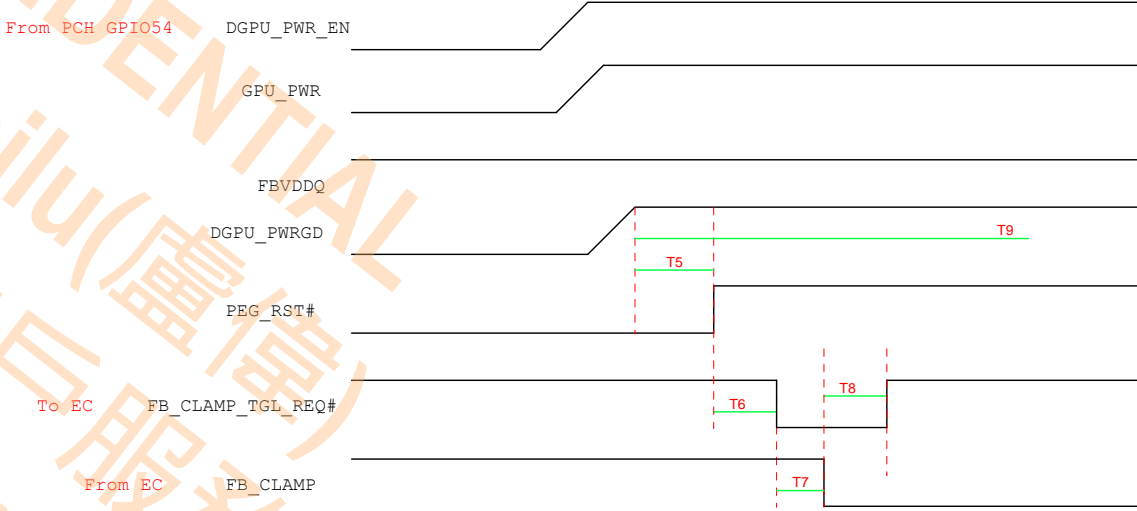 From PCH GPIO54 DGPU_PWR_EN
GPU_PWR
FBVDDQ
DGPU_PWRGD
T9
T5
PEG_RST#
To EC FB_CLAMP_TGL_REQ#
T8
T6
From EC FB_CLAMP
T7